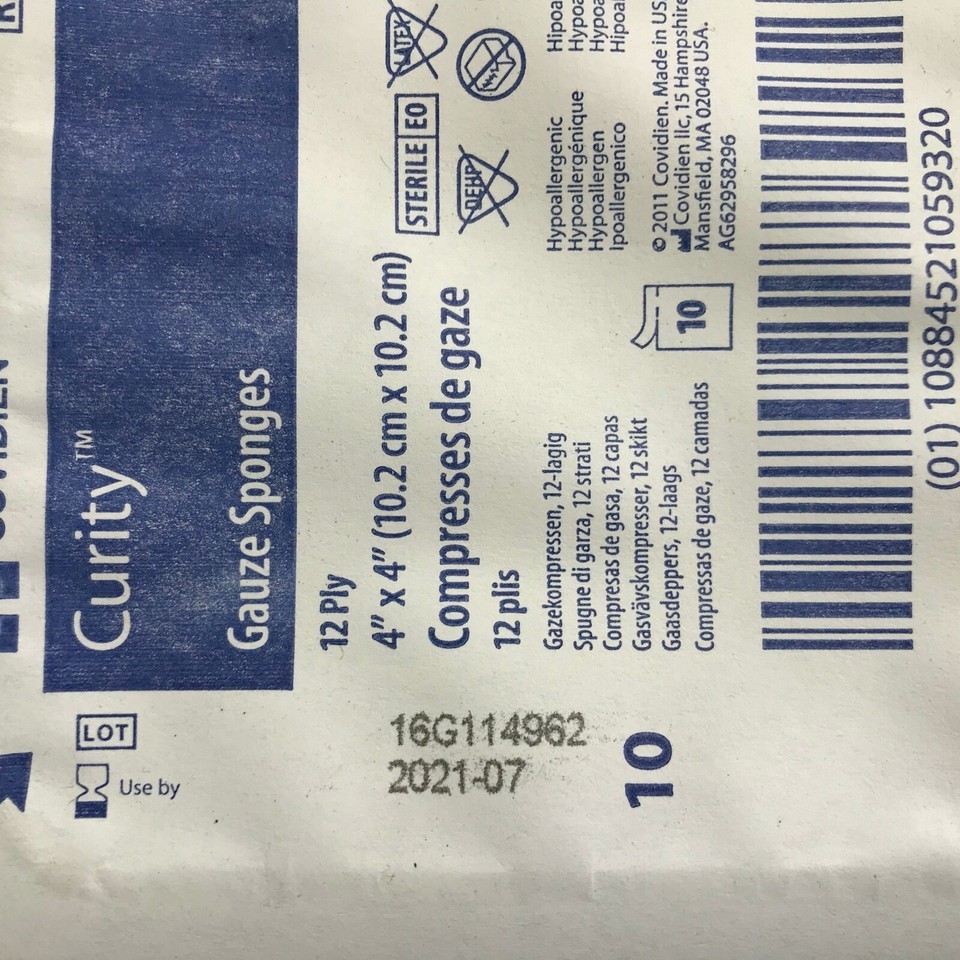 Curity™
Gauze Sponges
12 Ply
4" x 4" (10.2 cm x 10.2 cm)
Compresses de gaze
12 plis
Gazekompressen, 12-lagig
Spugne di garza, 12 strati
Compresas de gasa, 12 capas
Gasvävskompresser, 12 skikt
Gaasdeppers, 12-laags
Compressas de gaze, 12 camadas
LATEX
STERILE EO
DEHP
Hypoallergenic
Hypoallergénique
Hypoallergen
Ipoallergenico
10
© 2011 Covidien. Made in US
Covidien llc, 15 Hampshire
Mansfield, MA 02048 USA.
AG62958296
(01) 10884521059320
LOT
16G114962
Use by
2021-07
10